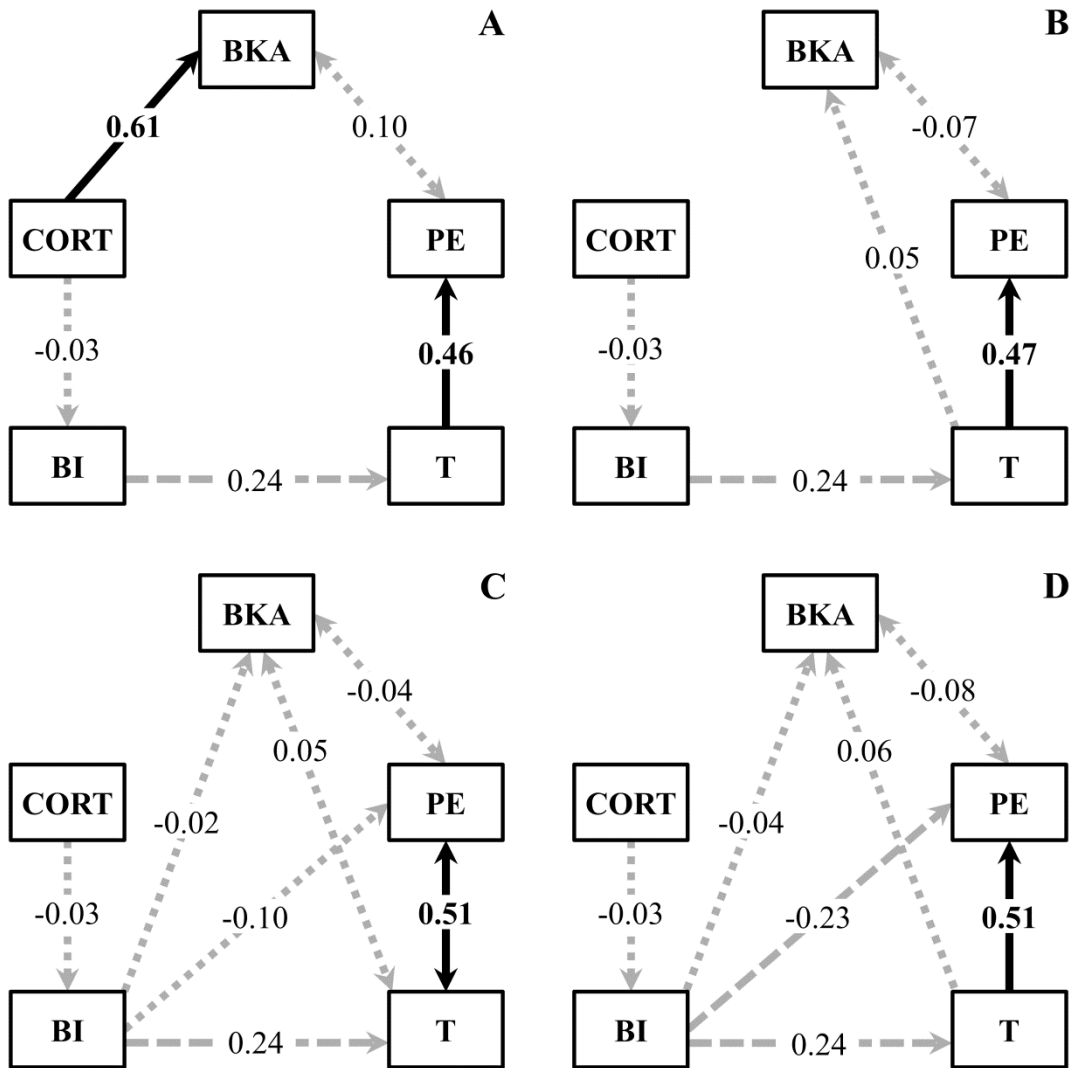 A
BKA
0.61
0.10
CORT
PE
-0.03
0.46
BI
0.24
T
B
BKA
-0.07
CORT
PE
0.05
-0.03
0.47
BI
0.24
T
C
BKA
-0.04
0.05
CORT
PE
-0.02
-0.03
-0.10
0.51
BI
0.24
T
D
BKA
-0.08
0.06
CORT
PE
-0.04
-0.03
-0.23
0.51
BI
0.24
T